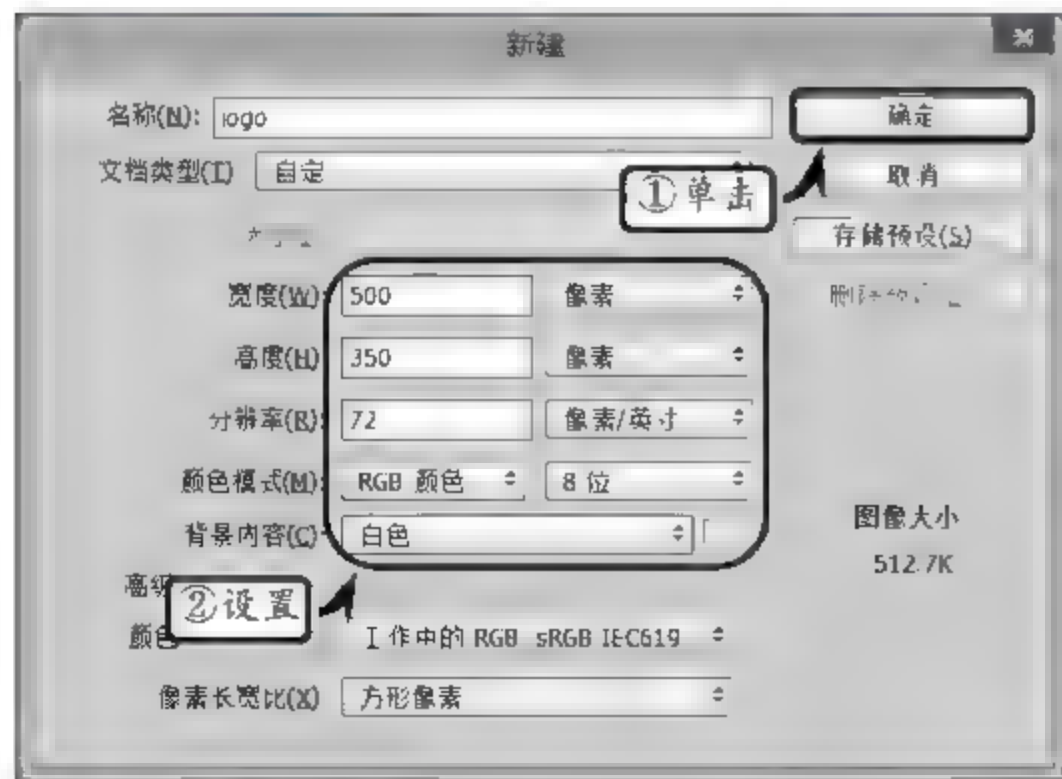 新建
名称(N): logo
确定
文档类型(T) 自定
①单击
取消
存储预设(S)
宽度(W) 500 像素
高度(H) 350 像素
分辨率(R): 72 像素/英寸
颜色模式(M): RGB 颜色 8 位
背景内容(C) 白色
图像大小
512.7K
高级
②设置
颜色 工作中的 RGB sRGB IEC619
像素长宽比(X) 方形像素